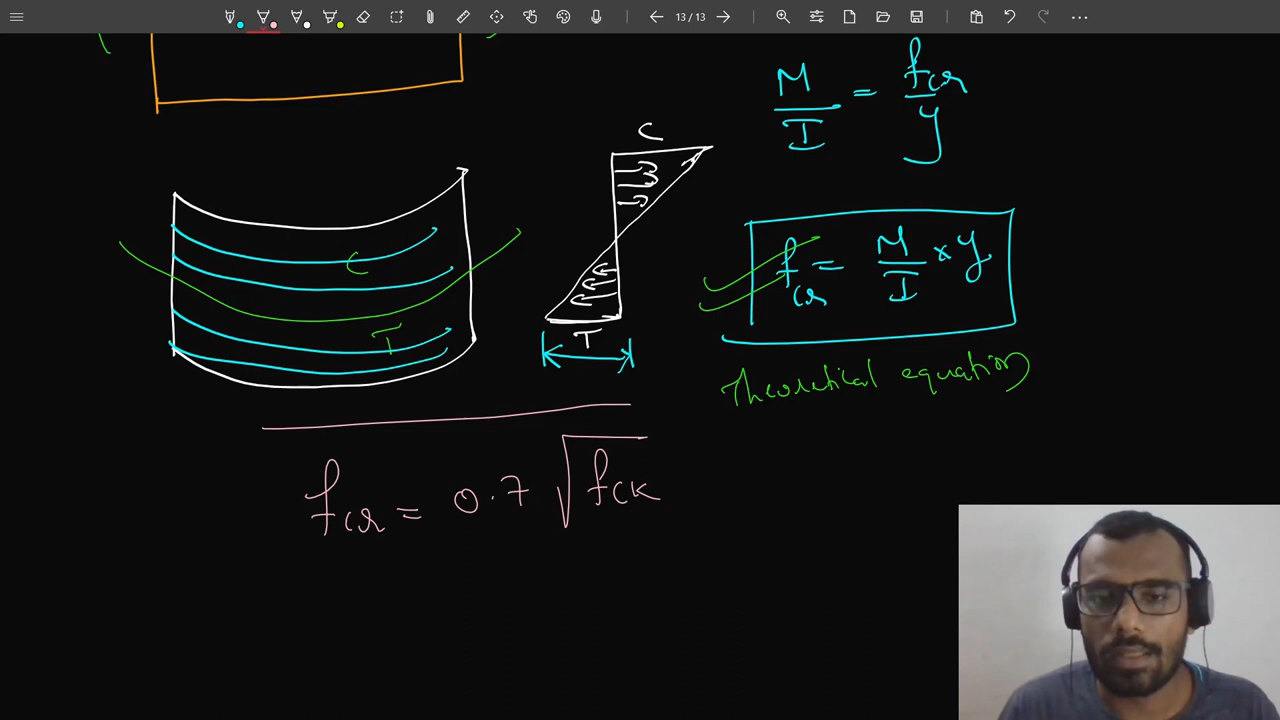 13 / 13
M/I = fcr/y
C
C
T
T
fcr = M/I × y
Theoretical equation
fcr = 0.7 √fck